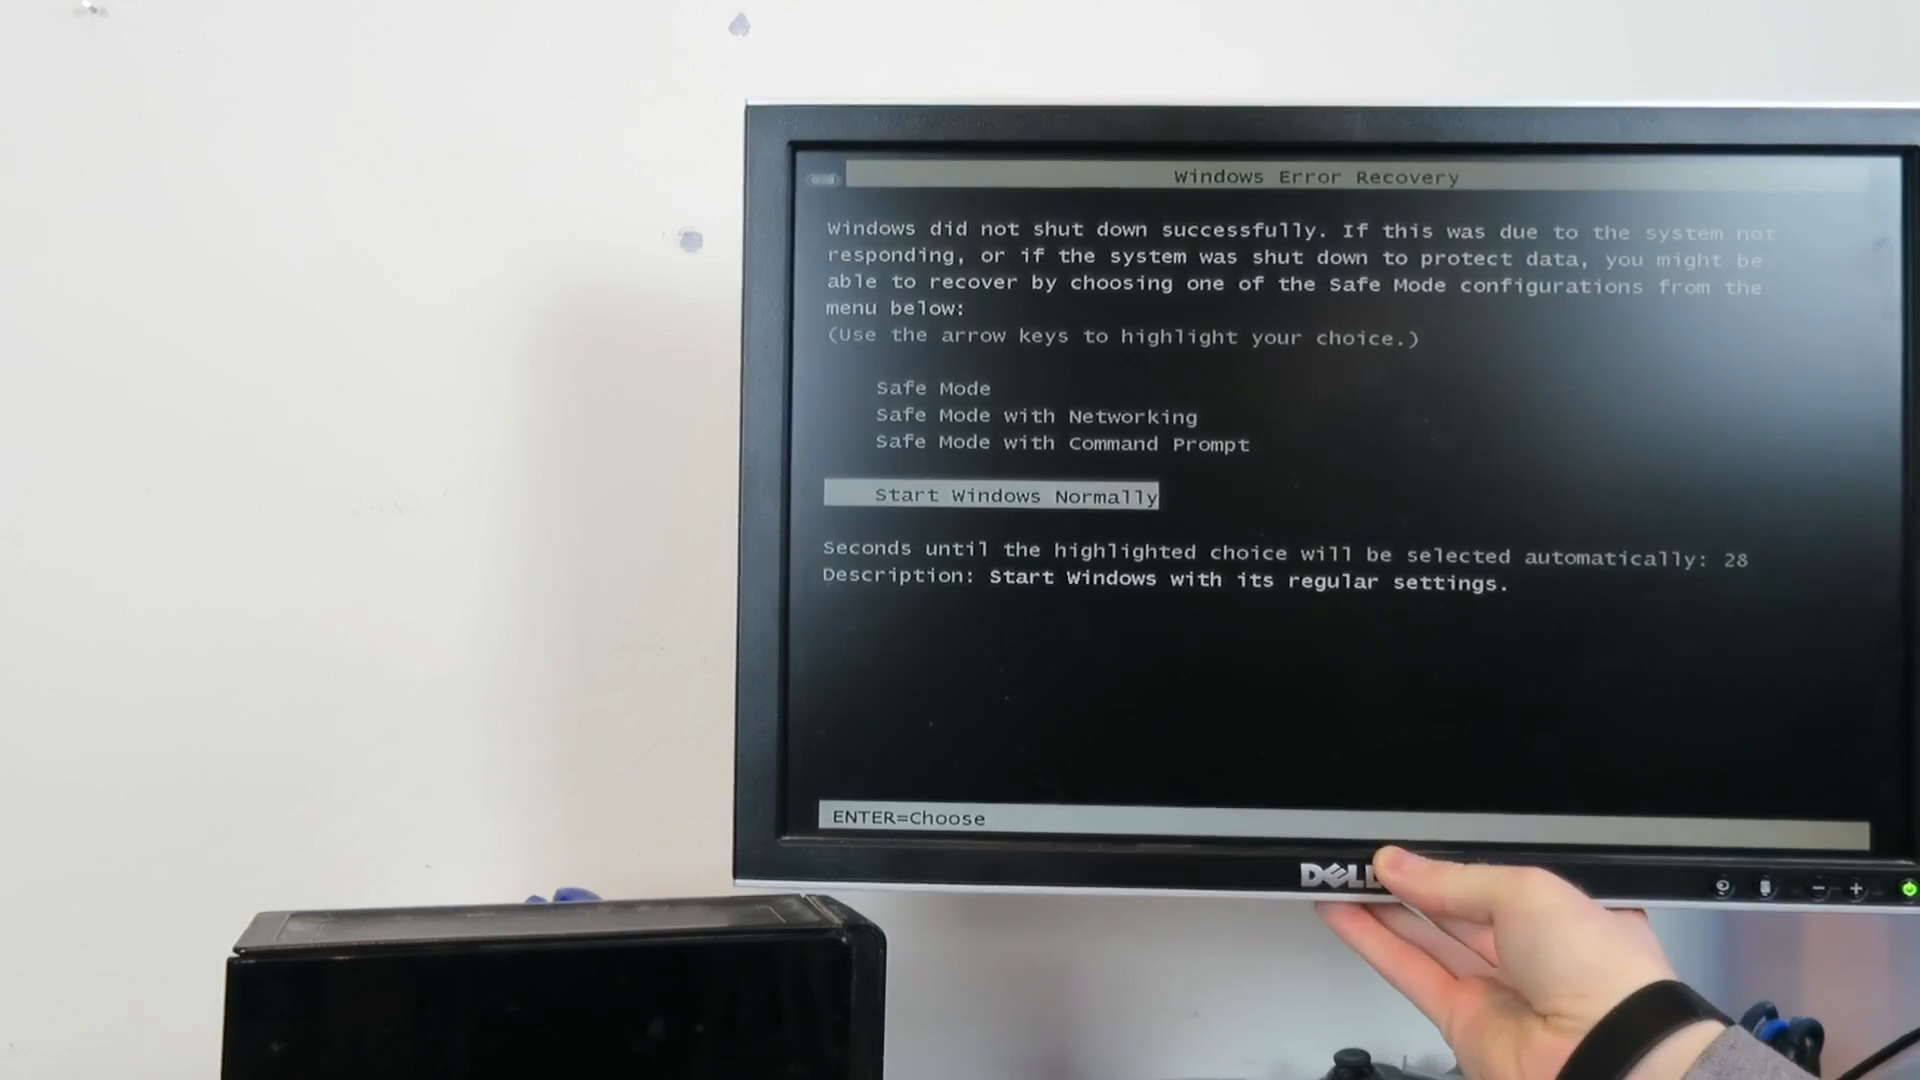 Windows Error Recovery
Windows did not shut down successfully. If this was due to the system not
responding, or if the system was shut down to protect data, you might be
able to recover by choosing one of the Safe Mode configurations from the
menu below:
(Use the arrow keys to highlight your choice.)
Safe Mode
Safe Mode with Networking
Safe Mode with Command Prompt
Start Windows Normally
Seconds until the highlighted choice will be selected automatically: 28
Description: Start Windows with its regular settings.
ENTER=Choose
DELL